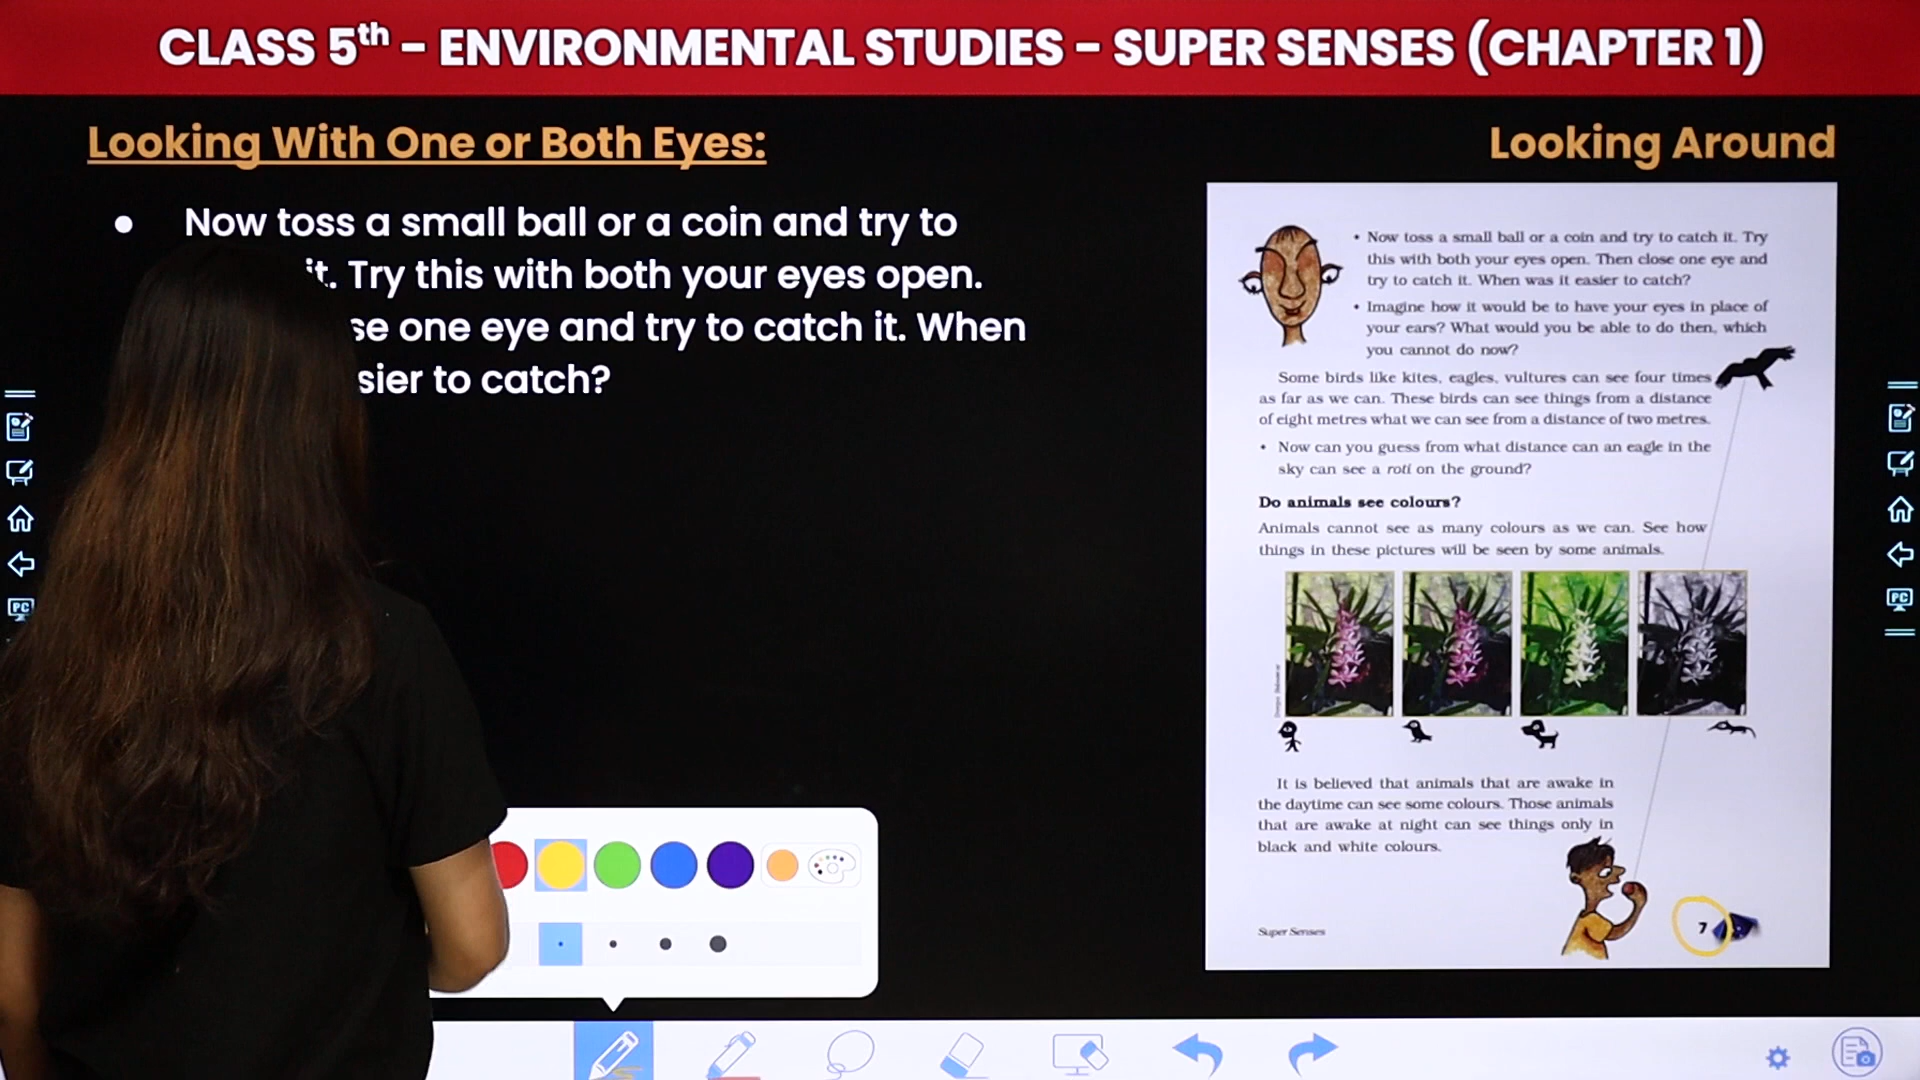 CLASS 5th – ENVIRONMENTAL STUDIES – SUPER SENSES (CHAPTER 1)
Looking With One or Both Eyes:
Looking Around
● Now toss a small ball or a coin and try to
it. Try this with both your eyes open.
se one eye and try to catch it. When
sier to catch?
• Now toss a small ball or a coin and try to catch it. Try
this with both your eyes open. Then close one eye and
try to catch it. When was it easier to catch?
• Imagine how it would be to have your eyes in place of
your ears? What would you be able to do then, which
you cannot do now?
Some birds like kites, eagles, vultures can see four times
as far as we can. These birds can see things from a distance
of eight metres what we can see from a distance of two metres.
• Now can you guess from what distance can an eagle in the
sky can see a roti on the ground?
Do animals see colours?
Animals cannot see as many colours as we can. See how
things in these pictures will be seen by some animals.
It is believed that animals that are awake in
the daytime can see some colours. Those animals
that are awake at night can see things only in
black and white colours.
Super Senses
7
PC
PC